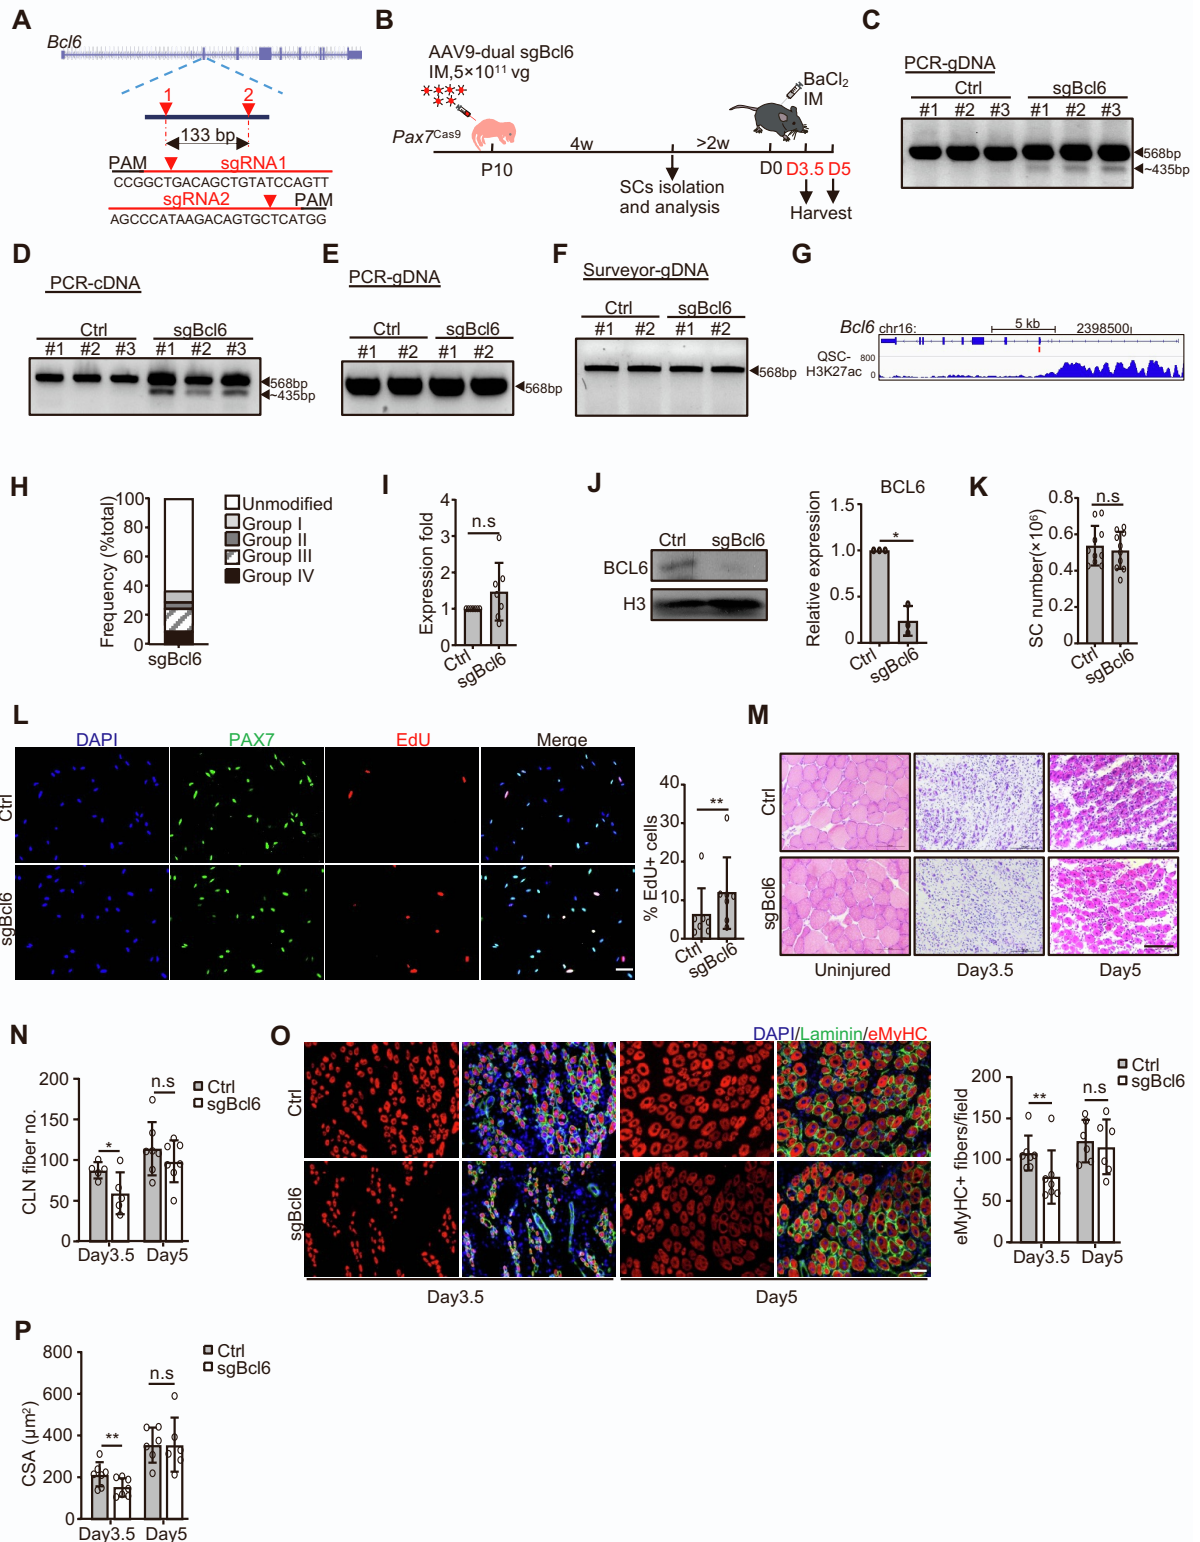 A
Bcl6
1
2
133 bp
PAM
sgRNA1
CCGGCTGACAGCTGTATCCAGTT
sgRNA2
PAM
AGCCCATAAGACAGTGCTCATGG
B
AAV9-dual sgBcl6
IM,5×10¹¹ vg
BaCl₂
IM
Pax7ᶜᵃˢ⁹
4w
>2w
P10
SCs isolation
and analysis
D0 D3.5 D5
Harvest
C
PCR-gDNA
Ctrl
sgBcl6
#1 #2 #3 #1 #2 #3
568bp
~435bp
D
PCR-cDNA
Ctrl
sgBcl6
#1 #2 #3 #1 #2 #3
568bp
~435bp
E
PCR-gDNA
Ctrl
sgBcl6
#1 #2 #1 #2
568bp
F
Surveyor-gDNA
Ctrl
sgBcl6
#1 #2 #1 #2
568bp
G
Bcl6 chr16:
5 kb
2398500
QSC-
H3K27ac
800
0
H
Frequency (%total)
100
80
60
40
20
0
sgBcl6
Unmodified
Group I
Group II
Group III
Group IV
I
Expression fold
4
3
2
1
0
n.s
Ctrl
sgBcl6
J
Ctrl
sgBcl6
BCL6
H3
BCL6
Relative expression
1.5
1.0
0.5
0
*
Ctrl
sgBcl6
K
SC number(×10⁶)
0.8
0.6
0.4
0.2
0
n.s
Ctrl
sgBcl6
L
DAPI
PAX7
EdU
Merge
Ctrl
sgBcl6
% EdU+ cells
40
30
20
10
0
**
Ctrl
sgBcl6
M
Ctrl
sgBcl6
Uninjured
Day3.5
Day5
N
CLN fiber no.
200
150
100
50
0
*
n.s
Ctrl
sgBcl6
Day3.5
Day5
O
DAPI/Laminin/eMyHC
Ctrl
sgBcl6
Day3.5
Day5
eMyHC+ fibers/field
200
150
100
50
0
**
n.s
Ctrl
sgBcl6
Day3.5
Day5
P
CSA (µm²)
800
600
400
200
0
**
n.s
Ctrl
sgBcl6
Day3.5
Day5